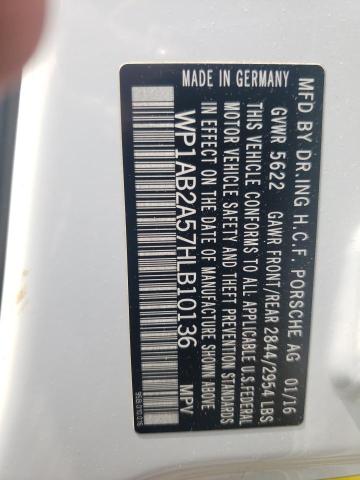 MADE IN GERMANY
MFD BY DR.ING H.C.F. PORSCHE AG 01/16
GVWR 5622 GAWR FRONT/REAR 2844/2954 LBS
THIS VEHICLE CONFORMS TO ALL APPLICABLE U.S.FEDERAL
MOTOR VEHICLE SAFETY AND THEFT PREVENTION STANDARDS
IN EFFECT ON THE DATE OF MANUFACTURE SHOWN ABOVE
WP1AB2A57HLB10136 MPV